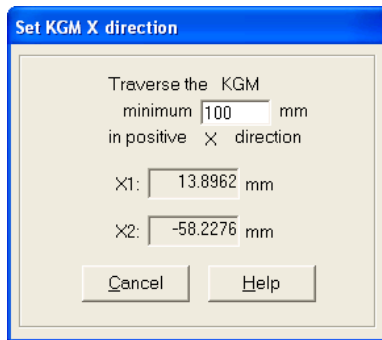 Set KGM X direction
Traverse the KGM
minimum 100 mm
in positive X direction
X1: 13.8962 mm
X2: -58.2276 mm
Cancel Help